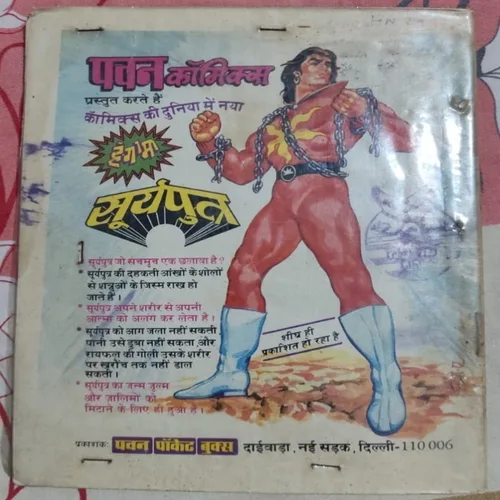 पवन कॉमिक्स
प्रस्तुत करते हैं
कॉमिक्स की दुनिया में नया
हंगामा
सूर्यपुत्र
* सूर्यपुत्र जो सचमुच एक छलावा है?
* सूर्यपुत्र की दहकती आंखों के शोलों
से शत्रुओं के जिस्म राख हो
जाते हैं।
* सूर्यपुत्र अपने शरीर से अपनी
आत्मा को अलग कर लेता है।
* सूर्यपुत्र को आग जला नहीं सकती
पानी उसे डुबा नहीं सकता और
रायफल की गोली उसके शरीर
पर खरोंच तक नहीं डाल
सकती।
* सूर्यपुत्र का जन्म जुल्म
और जालिमों को
मिटाने के लिए ही हुआ है।
शीघ्र ही
प्रकाशित हो रहा है
प्रकाशक: पवन पॉकेट बुक्स दाईवाड़ा, नई सड़क, दिल्ली-110 006